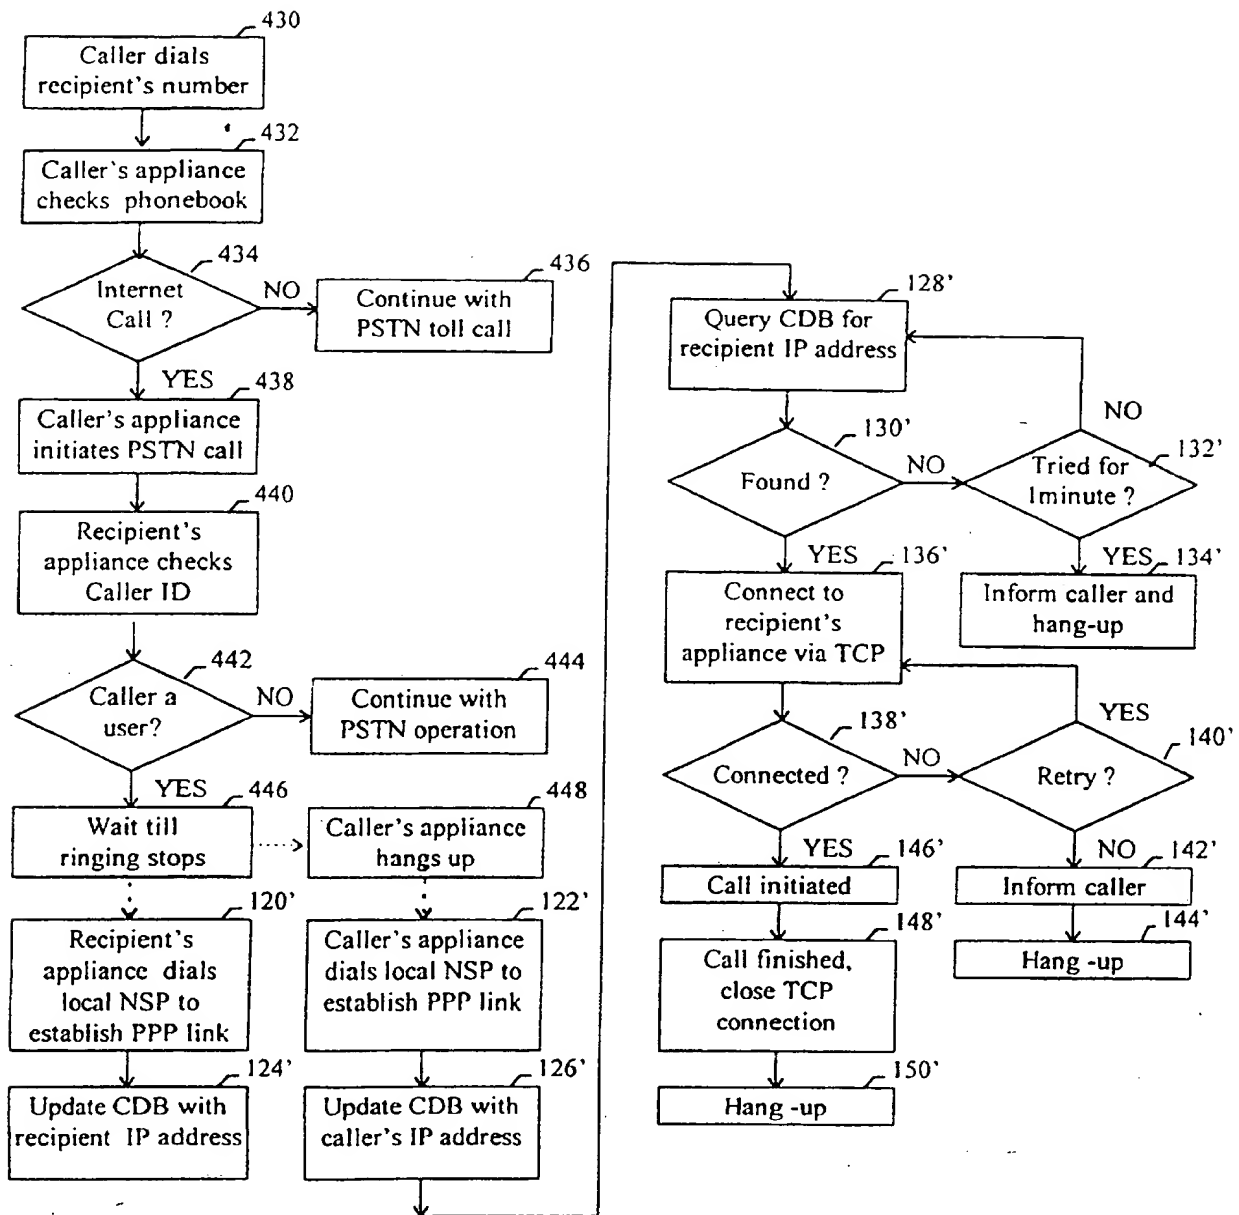 430
Caller dials
recipient's number
432
Caller's appliance
checks phonebook
434
Internet
Call ?
NO
436
Continue with
PSTN toll call
YES
438
Caller's appliance
initiates PSTN call
440
Recipient's
appliance checks
Caller ID
442
Caller a
user?
NO
444
Continue with
PSTN operation
YES
446
Wait till
ringing stops
448
Caller's appliance
hangs up
120'
Recipient's
appliance dials
local NSP to
establish PPP link
122'
Caller's appliance
dials local NSP to
establish PPP link
124'
Update CDB with
recipient IP address
126'
Update CDB with
caller's IP address
128'
Query CDB for
recipient IP address
130'
Found ?
NO
132'
Tried for
1minute ?
NO
YES
134'
Inform caller and
hang-up
YES
136'
Connect to
recipient's
appliance via TCP
138'
Connected ?
NO
140'
Retry ?
YES
NO
142'
Inform caller
144'
Hang -up
YES
146'
Call initiated
148'
Call finished,
close TCP
connection
150'
Hang -up